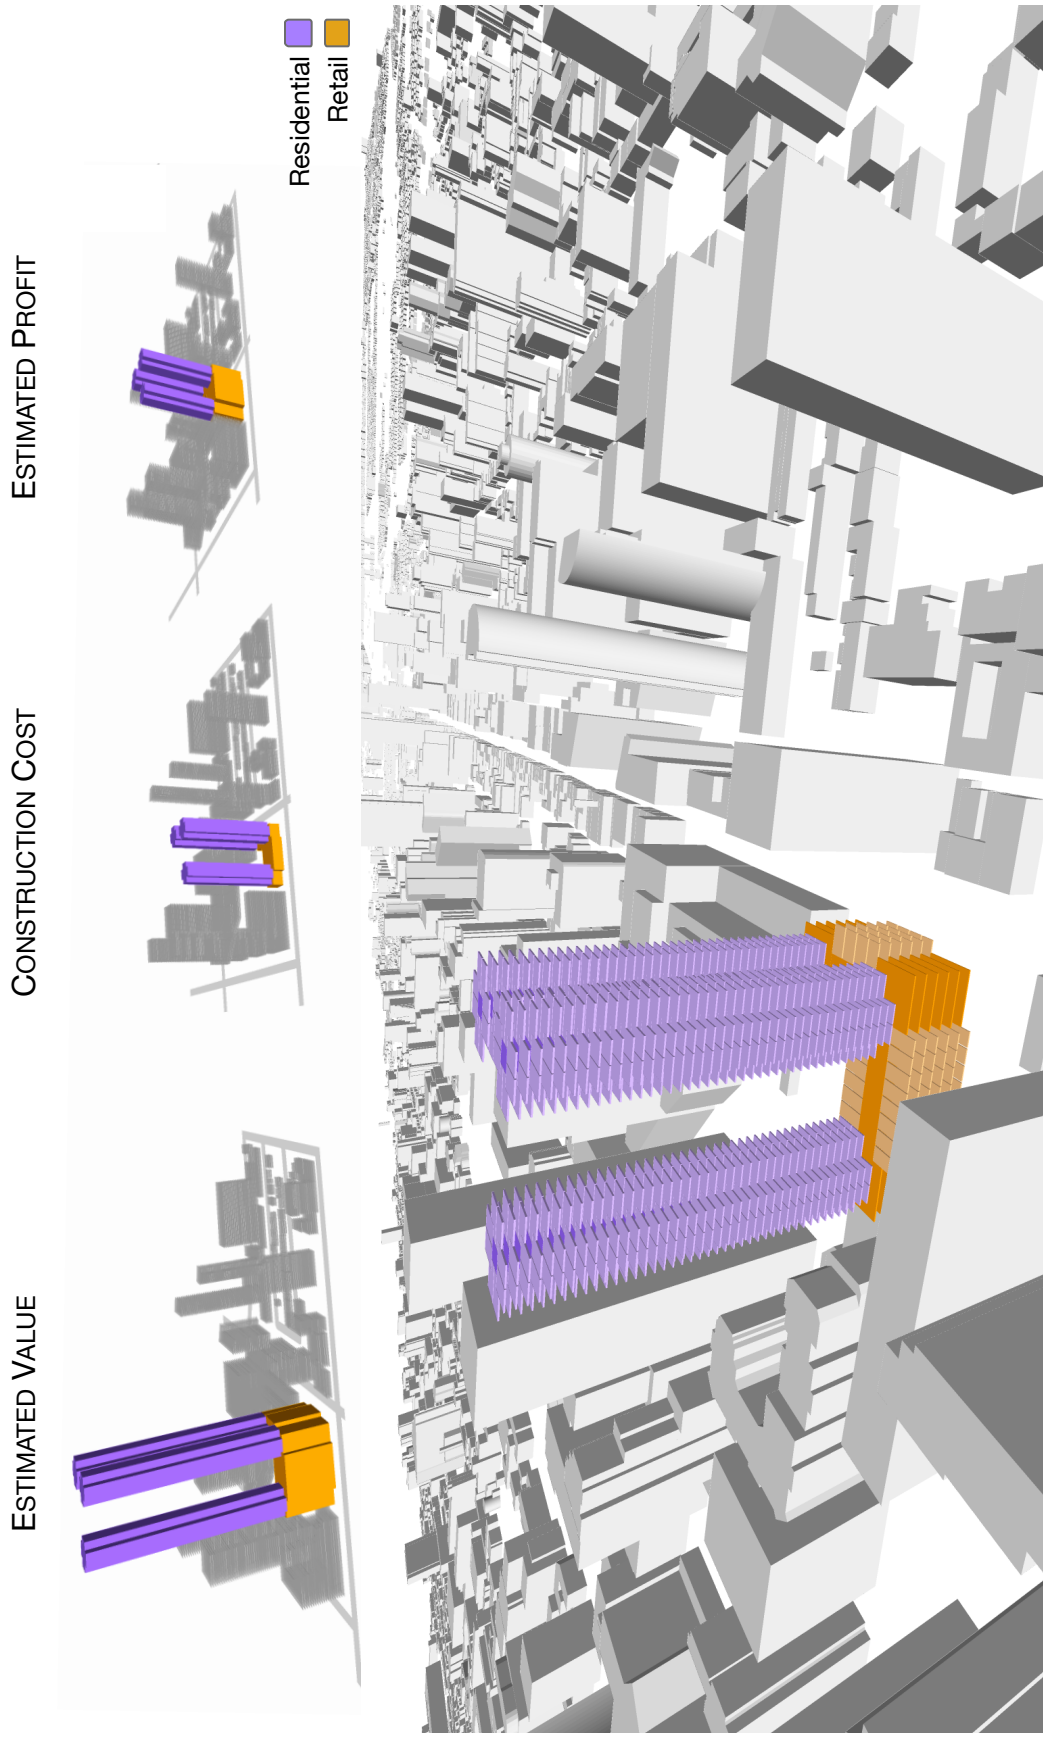 ESTIMATED VALUE
CONSTRUCTION COST
ESTIMATED PROFIT
Residential
Retail